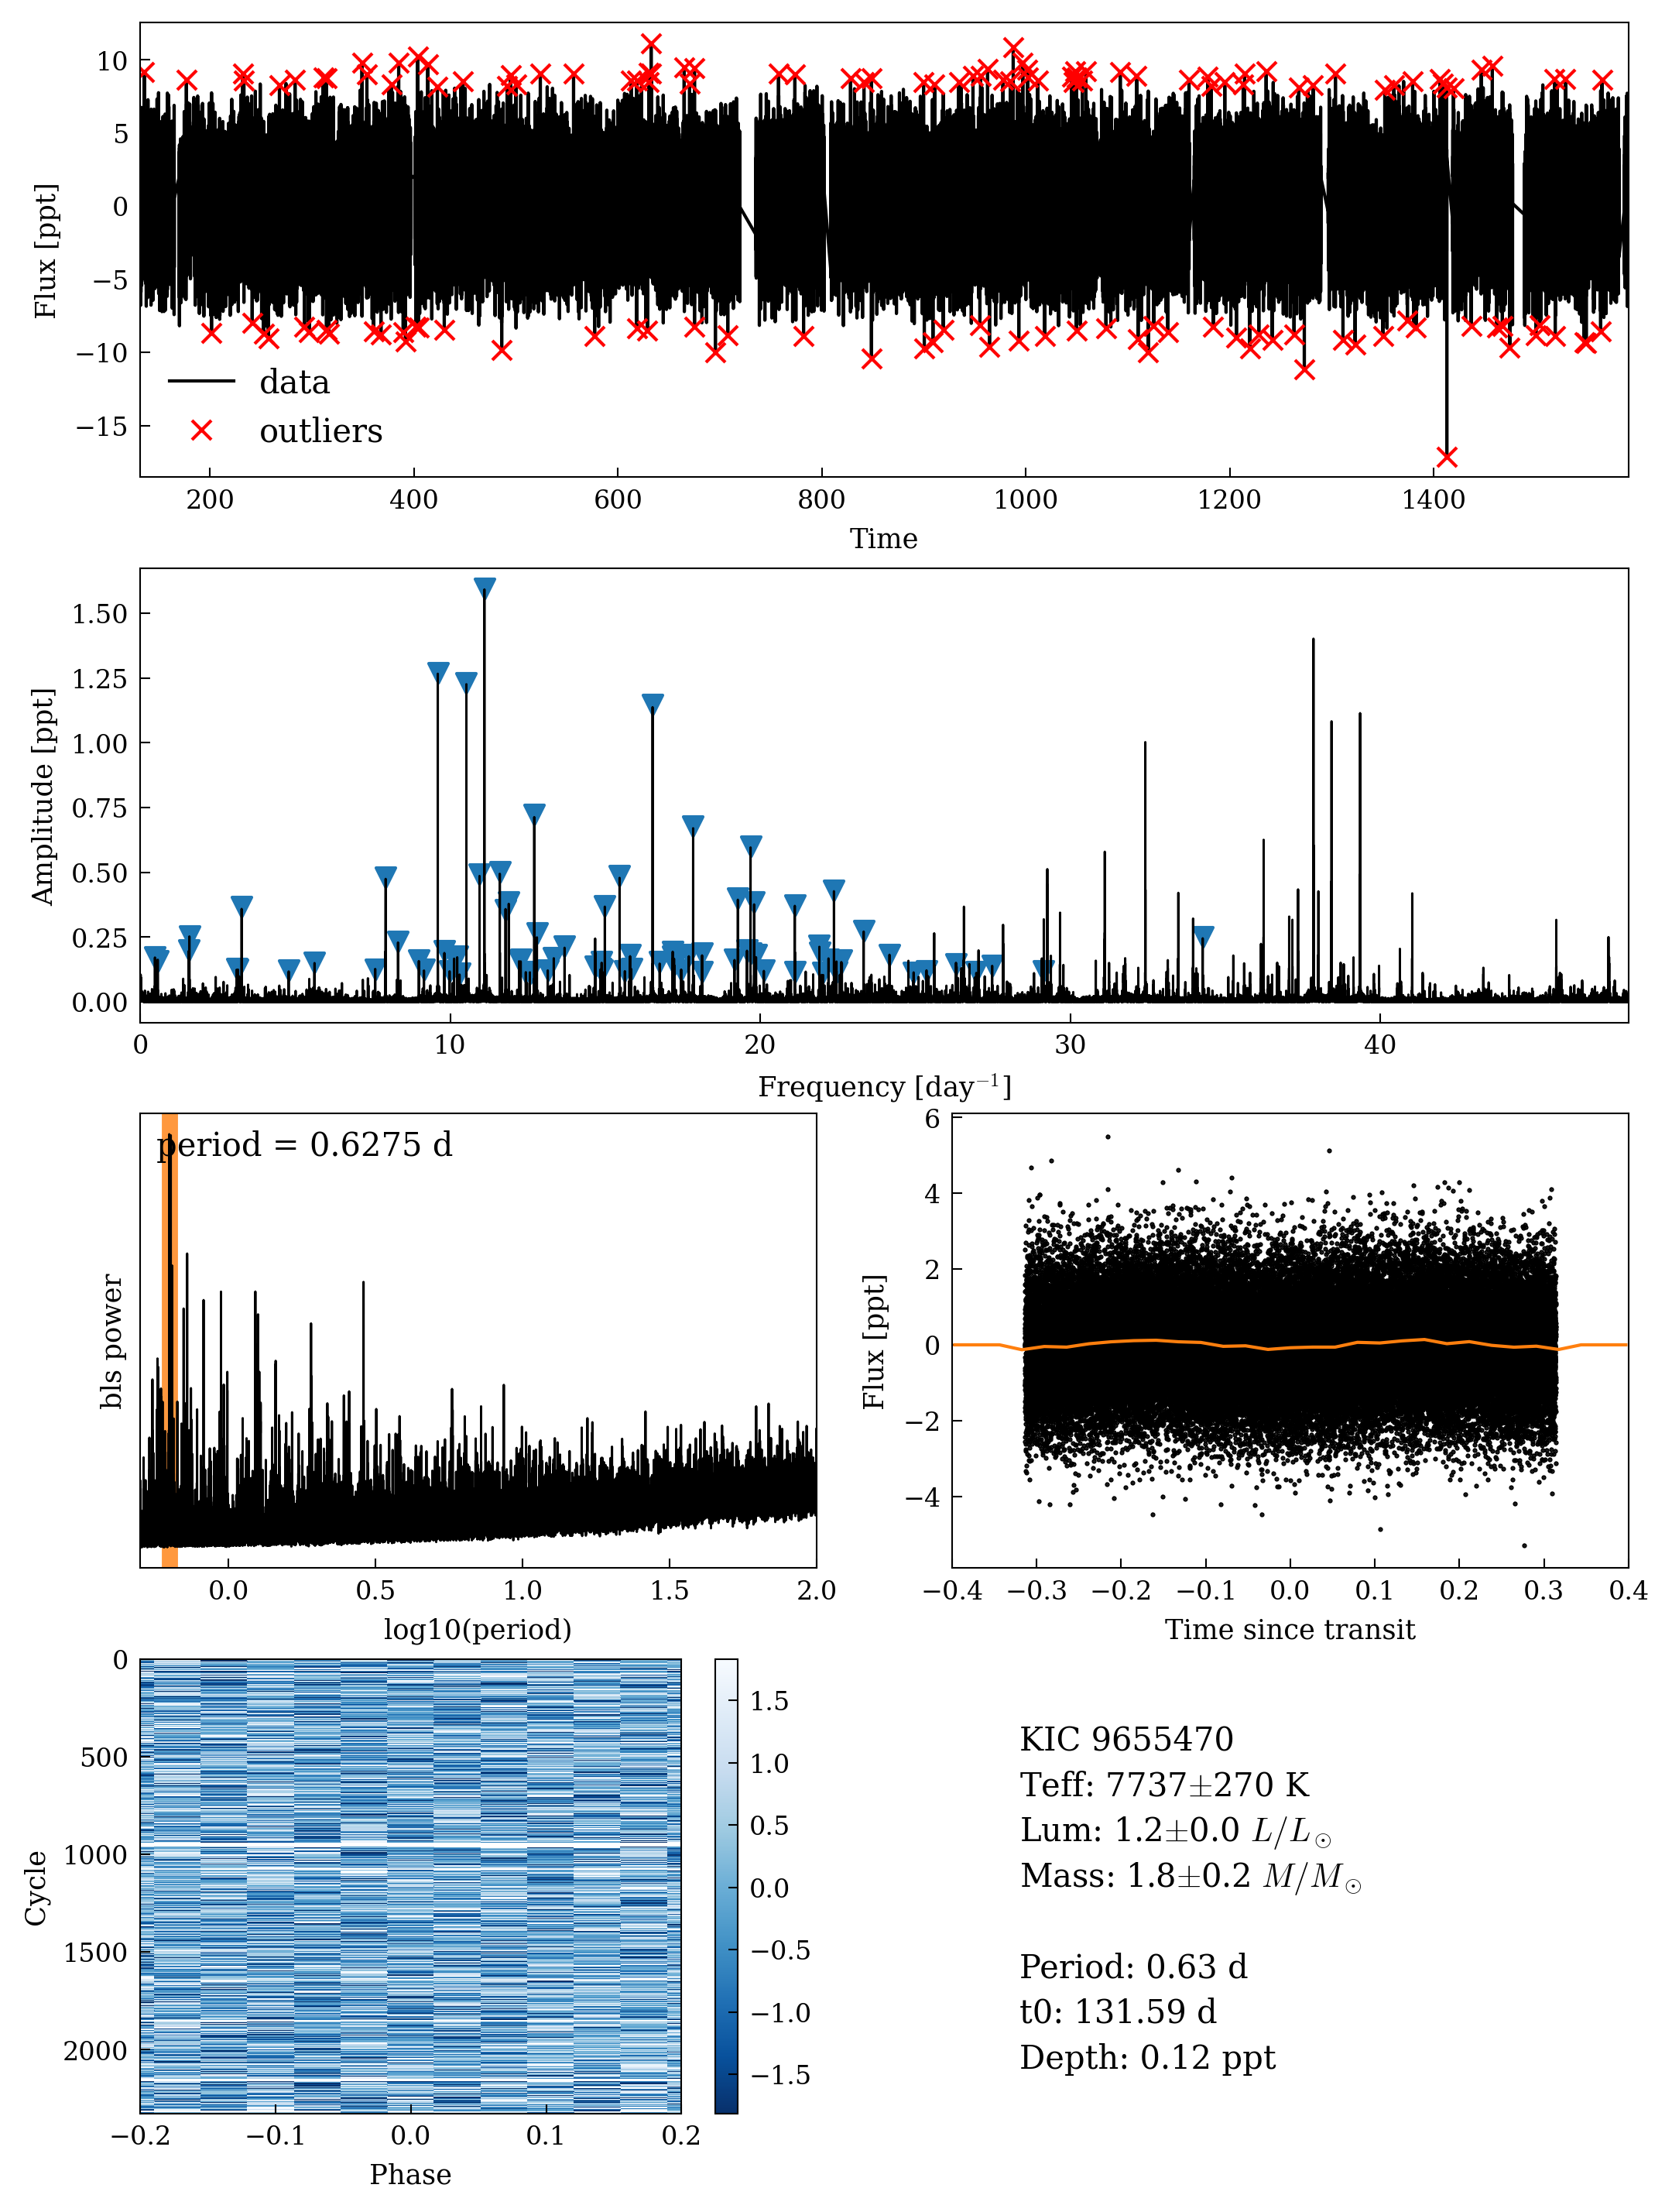 10
5
0
−5
−10
−15
Flux [ppt]
data
outliers
200 400 600 800 1000 1200 1400
Time
1.50
1.25
1.00
0.75
0.50
0.25
0.00
Amplitude [ppt]
0 10 20 30 40
Frequency [day⁻¹]
period = 0.6275 d
bls power
0.0 0.5 1.0 1.5 2.0
log10(period)
6
4
2
0
−2
−4
Flux [ppt]
−0.4 −0.3 −0.2 −0.1 0.0 0.1 0.2 0.3 0.4
Time since transit
0
500
1000
1500
2000
Cycle
−0.2 −0.1 0.0 0.1 0.2
Phase
1.5
1.0
0.5
0.0
−0.5
−1.0
−1.5
KIC 9655470
Teff: 7737±270 K
Lum: 1.2±0.0 L/L☉
Mass: 1.8±0.2 M/M☉
Period: 0.63 d
t0: 131.59 d
Depth: 0.12 ppt